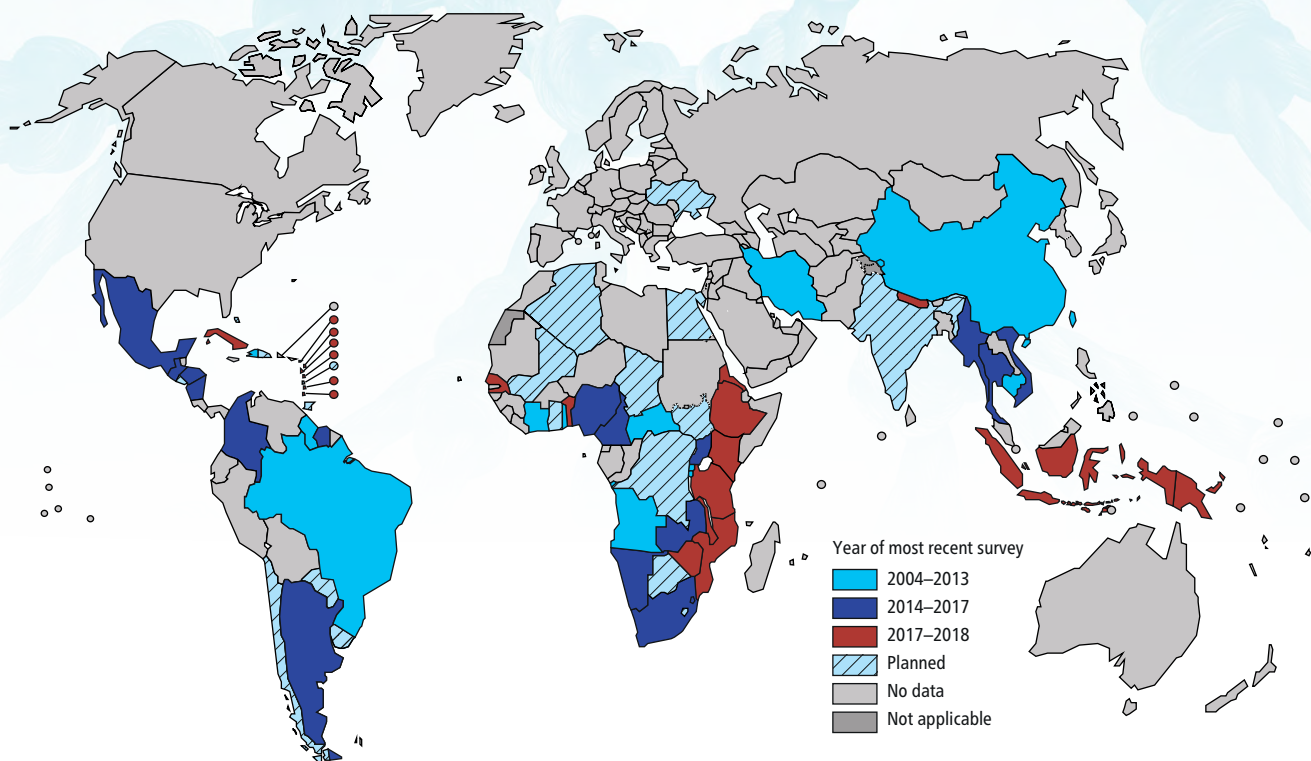 Year of most recent survey
2004–2013
2014–2017
2017–2018
Planned
No data
Not applicable